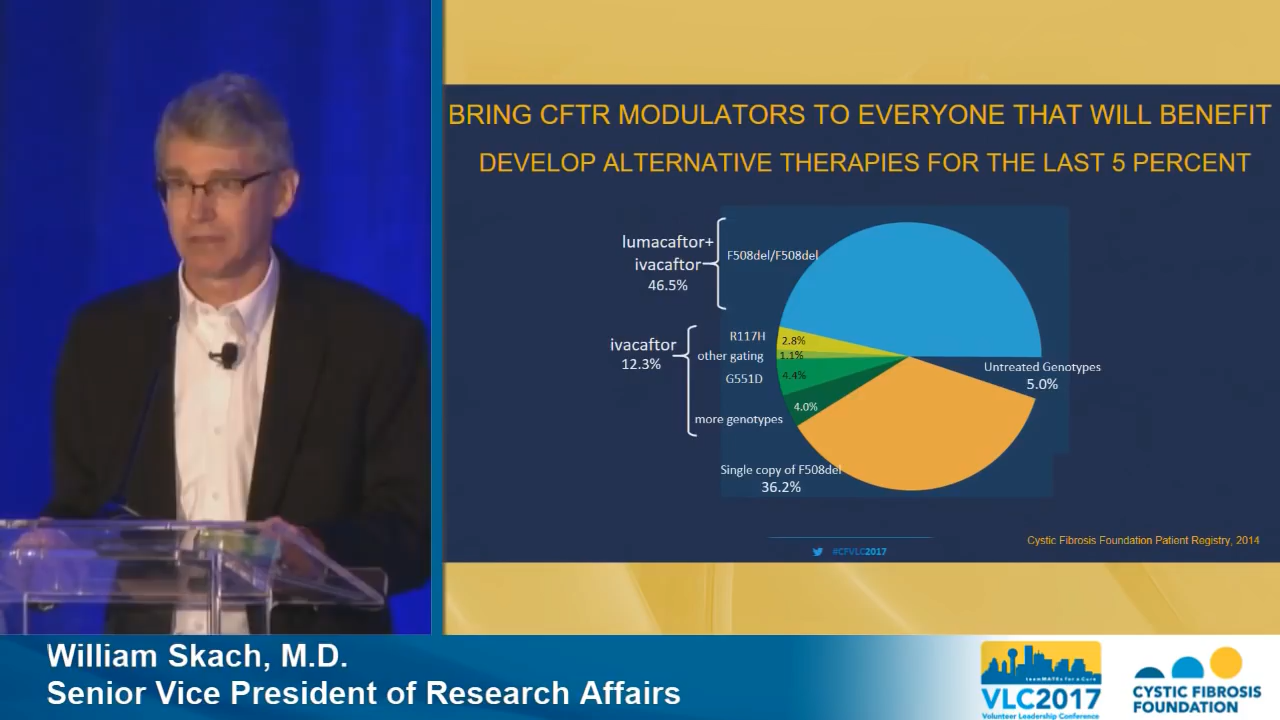 BRING CFTR MODULATORS TO EVERYONE THAT WILL BENEFIT
DEVELOP ALTERNATIVE THERAPIES FOR THE LAST 5 PERCENT
lumacaftor+
ivacaftor
46.5%
F508del/F508del
ivacaftor
12.3%
R117H
2.8%
other gating
1.1%
G551D
4.4%
more genotypes
4.0%
Untreated Genotypes
5.0%
Single copy of F508del
36.2%
Cystic Fibrosis Foundation Patient Registry, 2014
#CFVLC2017
William Skach, M.D.
Senior Vice President of Research Affairs
teamMATEs For a Cure
VLC2017
Volunteer Leadership Conference
CYSTIC FIBROSIS
FOUNDATION